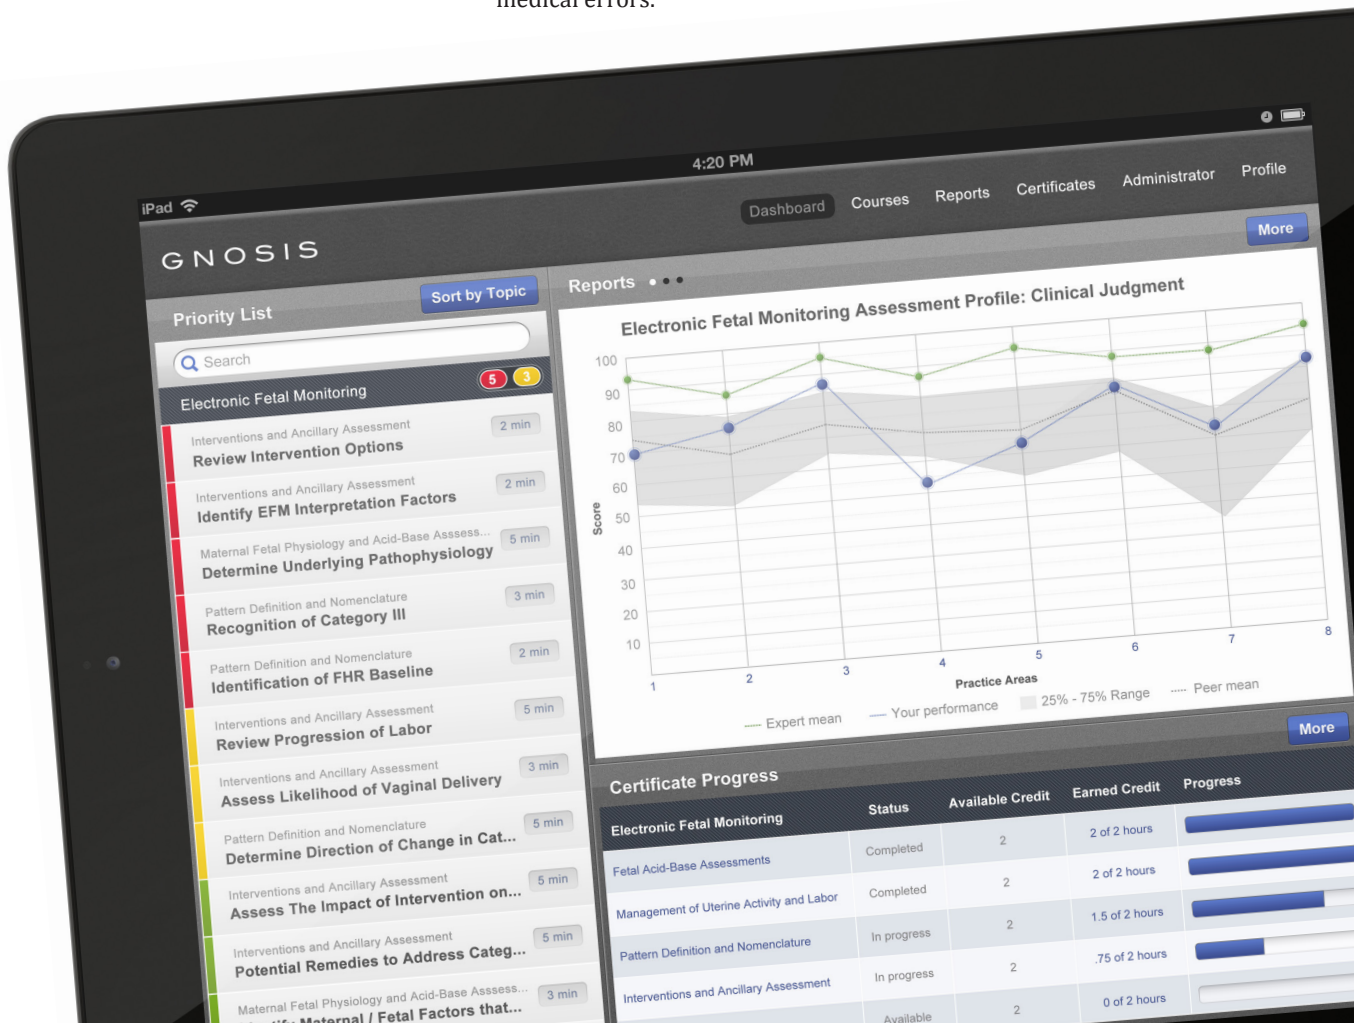 medical errors.
iPad
4:20 PM
GNOSIS
Dashboard Courses Reports Certificates Administrator Profile
Priority List
Sort by Topic
Search
Electronic Fetal Monitoring 5 3
Interventions and Ancillary Assessment
Review Intervention Options 2 min
Interventions and Ancillary Assessment
Identify EFM Interpretation Factors 2 min
Maternal Fetal Physiology and Acid-Base Asssess...
Determine Underlying Pathophysiology 5 min
Pattern Definition and Nomenclature
Recognition of Category III 3 min
Pattern Definition and Nomenclature
Identification of FHR Baseline 2 min
Interventions and Ancillary Assessment
Review Progression of Labor 5 min
Interventions and Ancillary Assessment
Assess Likelihood of Vaginal Delivery 3 min
Pattern Definition and Nomenclature
Determine Direction of Change in Cat... 5 min
Interventions and Ancillary Assessment
Assess The Impact of Intervention on... 5 min
Interventions and Ancillary Assessment
Potential Remedies to Address Categ... 5 min
Maternal Fetal Physiology and Acid-Base Asssess...
Maternal / Fetal Factors that... 3 min
Reports
More
Electronic Fetal Monitoring Assessment Profile: Clinical Judgment
100
90
80
70
60
50
40
30
20
10
Score
1 2 3 4 5 6 7 8
Practice Areas
Expert mean Your performance 25% - 75% Range Peer mean
Certificate Progress
More
Electronic Fetal Monitoring Status Available Credit Earned Credit Progress
Fetal Acid-Base Assessments Completed 2 2 of 2 hours
Management of Uterine Activity and Labor Completed 2 2 of 2 hours
Pattern Definition and Nomenclature In progress 2 1.5 of 2 hours
Interventions and Ancillary Assessment In progress 2 .75 of 2 hours
Available 2 0 of 2 hours